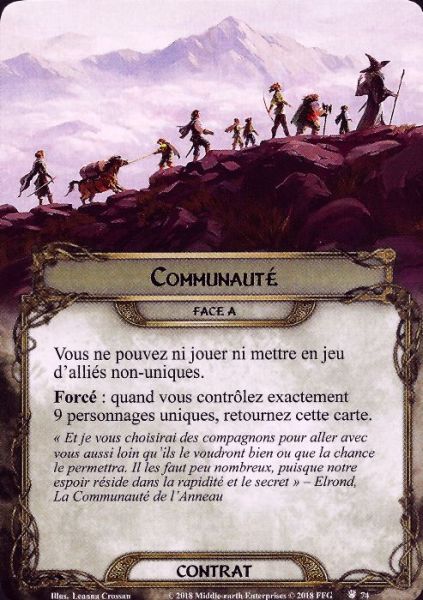 COMMUNAUTÉ
FACE A
Vous ne pouvez ni jouer ni mettre en jeu
d'alliés non-uniques.
Forcé : quand vous contrôlez exactement
9 personnages uniques, retournez cette carte.
« Et je vous choisirai des compagnons pour aller avec
vous aussi loin qu'ils le voudront bien ou que la chance
le permettra. Il les faut peu nombreux, puisque notre
espoir réside dans la rapidité et le secret » – Elrond,
La Communauté de l'Anneau
CONTRAT
Illus. Leanna Crossan
© 2018 Middle-earth Enterprises © 2018 FFG
74